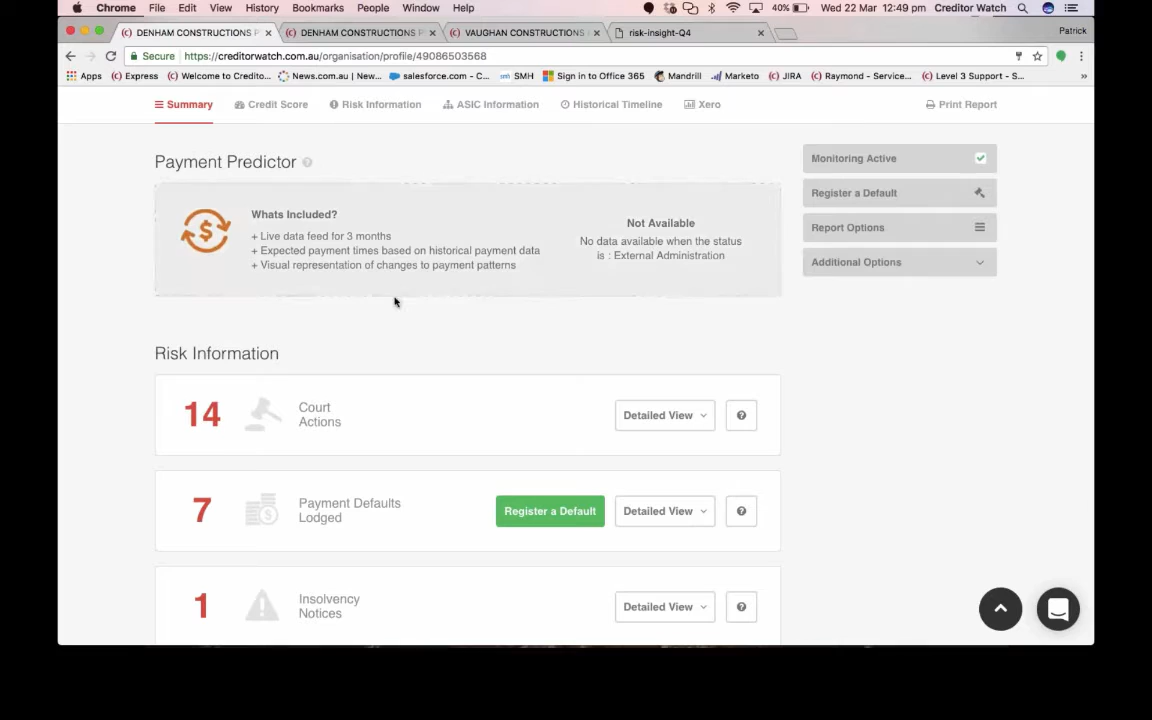 Chrome File Edit View History Bookmarks People Window Help 40% Wed 22 Mar 12:49 pm Creditor Watch
(c) DENHAM CONSTRUCTIONS P × (c) DENHAM CONSTRUCTIONS P × (c) VAUGHAN CONSTRUCTIONS × risk-insight-Q4 × Patrick
Secure https://creditorwatch.com.au/organisation/profile/49086503568
Apps (c) Express (c) Welcome to Credito... News.com.au | New... salesforce.com - C... SMH Sign in to Office 365 Mandrill Marketo (c) JIRA (c) Raymond - Service... (c) Level 3 Support - S... »
Summary Credit Score Risk Information ASIC Information Historical Timeline Xero Print Report
Payment Predictor ?
Whats Included?
+ Live data feed for 3 months
+ Expected payment times based on historical payment data
+ Visual representation of changes to payment patterns
Not Available
No data available when the status
is : External Administration
Monitoring Active
Register a Default
Report Options
Additional Options
Risk Information
14 Court
Actions
Detailed View ?
7 Payment Defaults
Lodged
Register a Default Detailed View ?
1 Insolvency
Notices
Detailed View ?